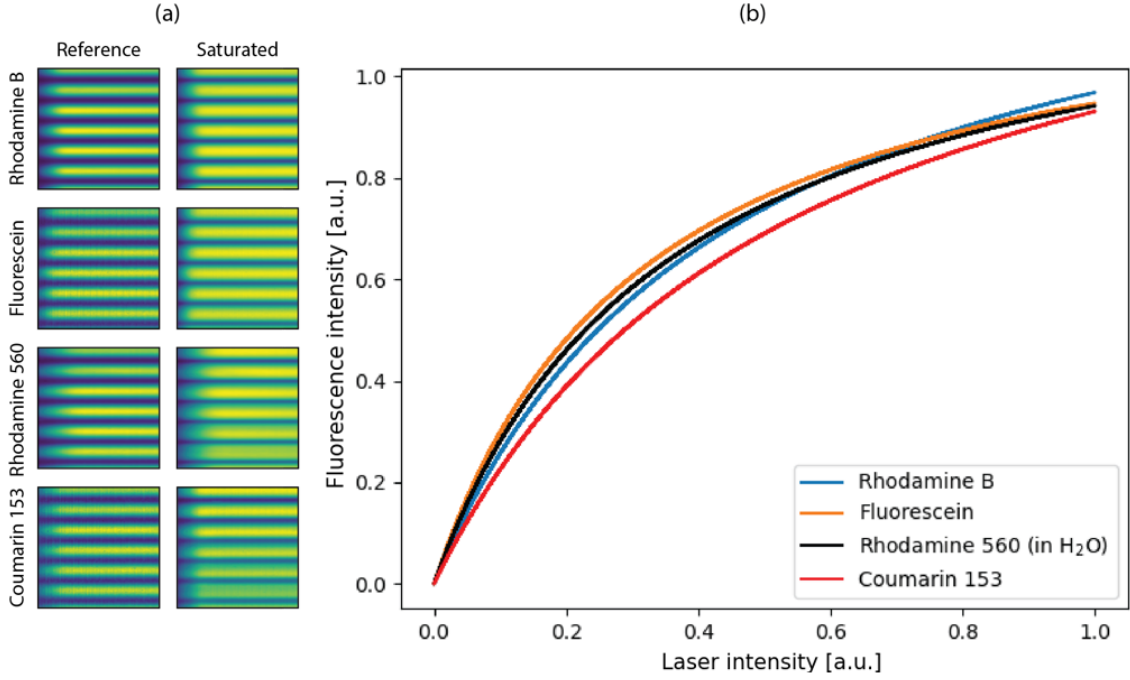 (a)
(b)
Reference
Saturated
Rhodamine B
Fluorescein
Rhodamine 560
Coumarin 153
Fluorescence intensity [a.u.]
1.0
0.8
0.6
0.4
0.2
0.0
Rhodamine B
Fluorescein
Rhodamine 560 (in H₂O)
Coumarin 153
0.0 0.2 0.4 0.6 0.8 1.0
Laser intensity [a.u.]